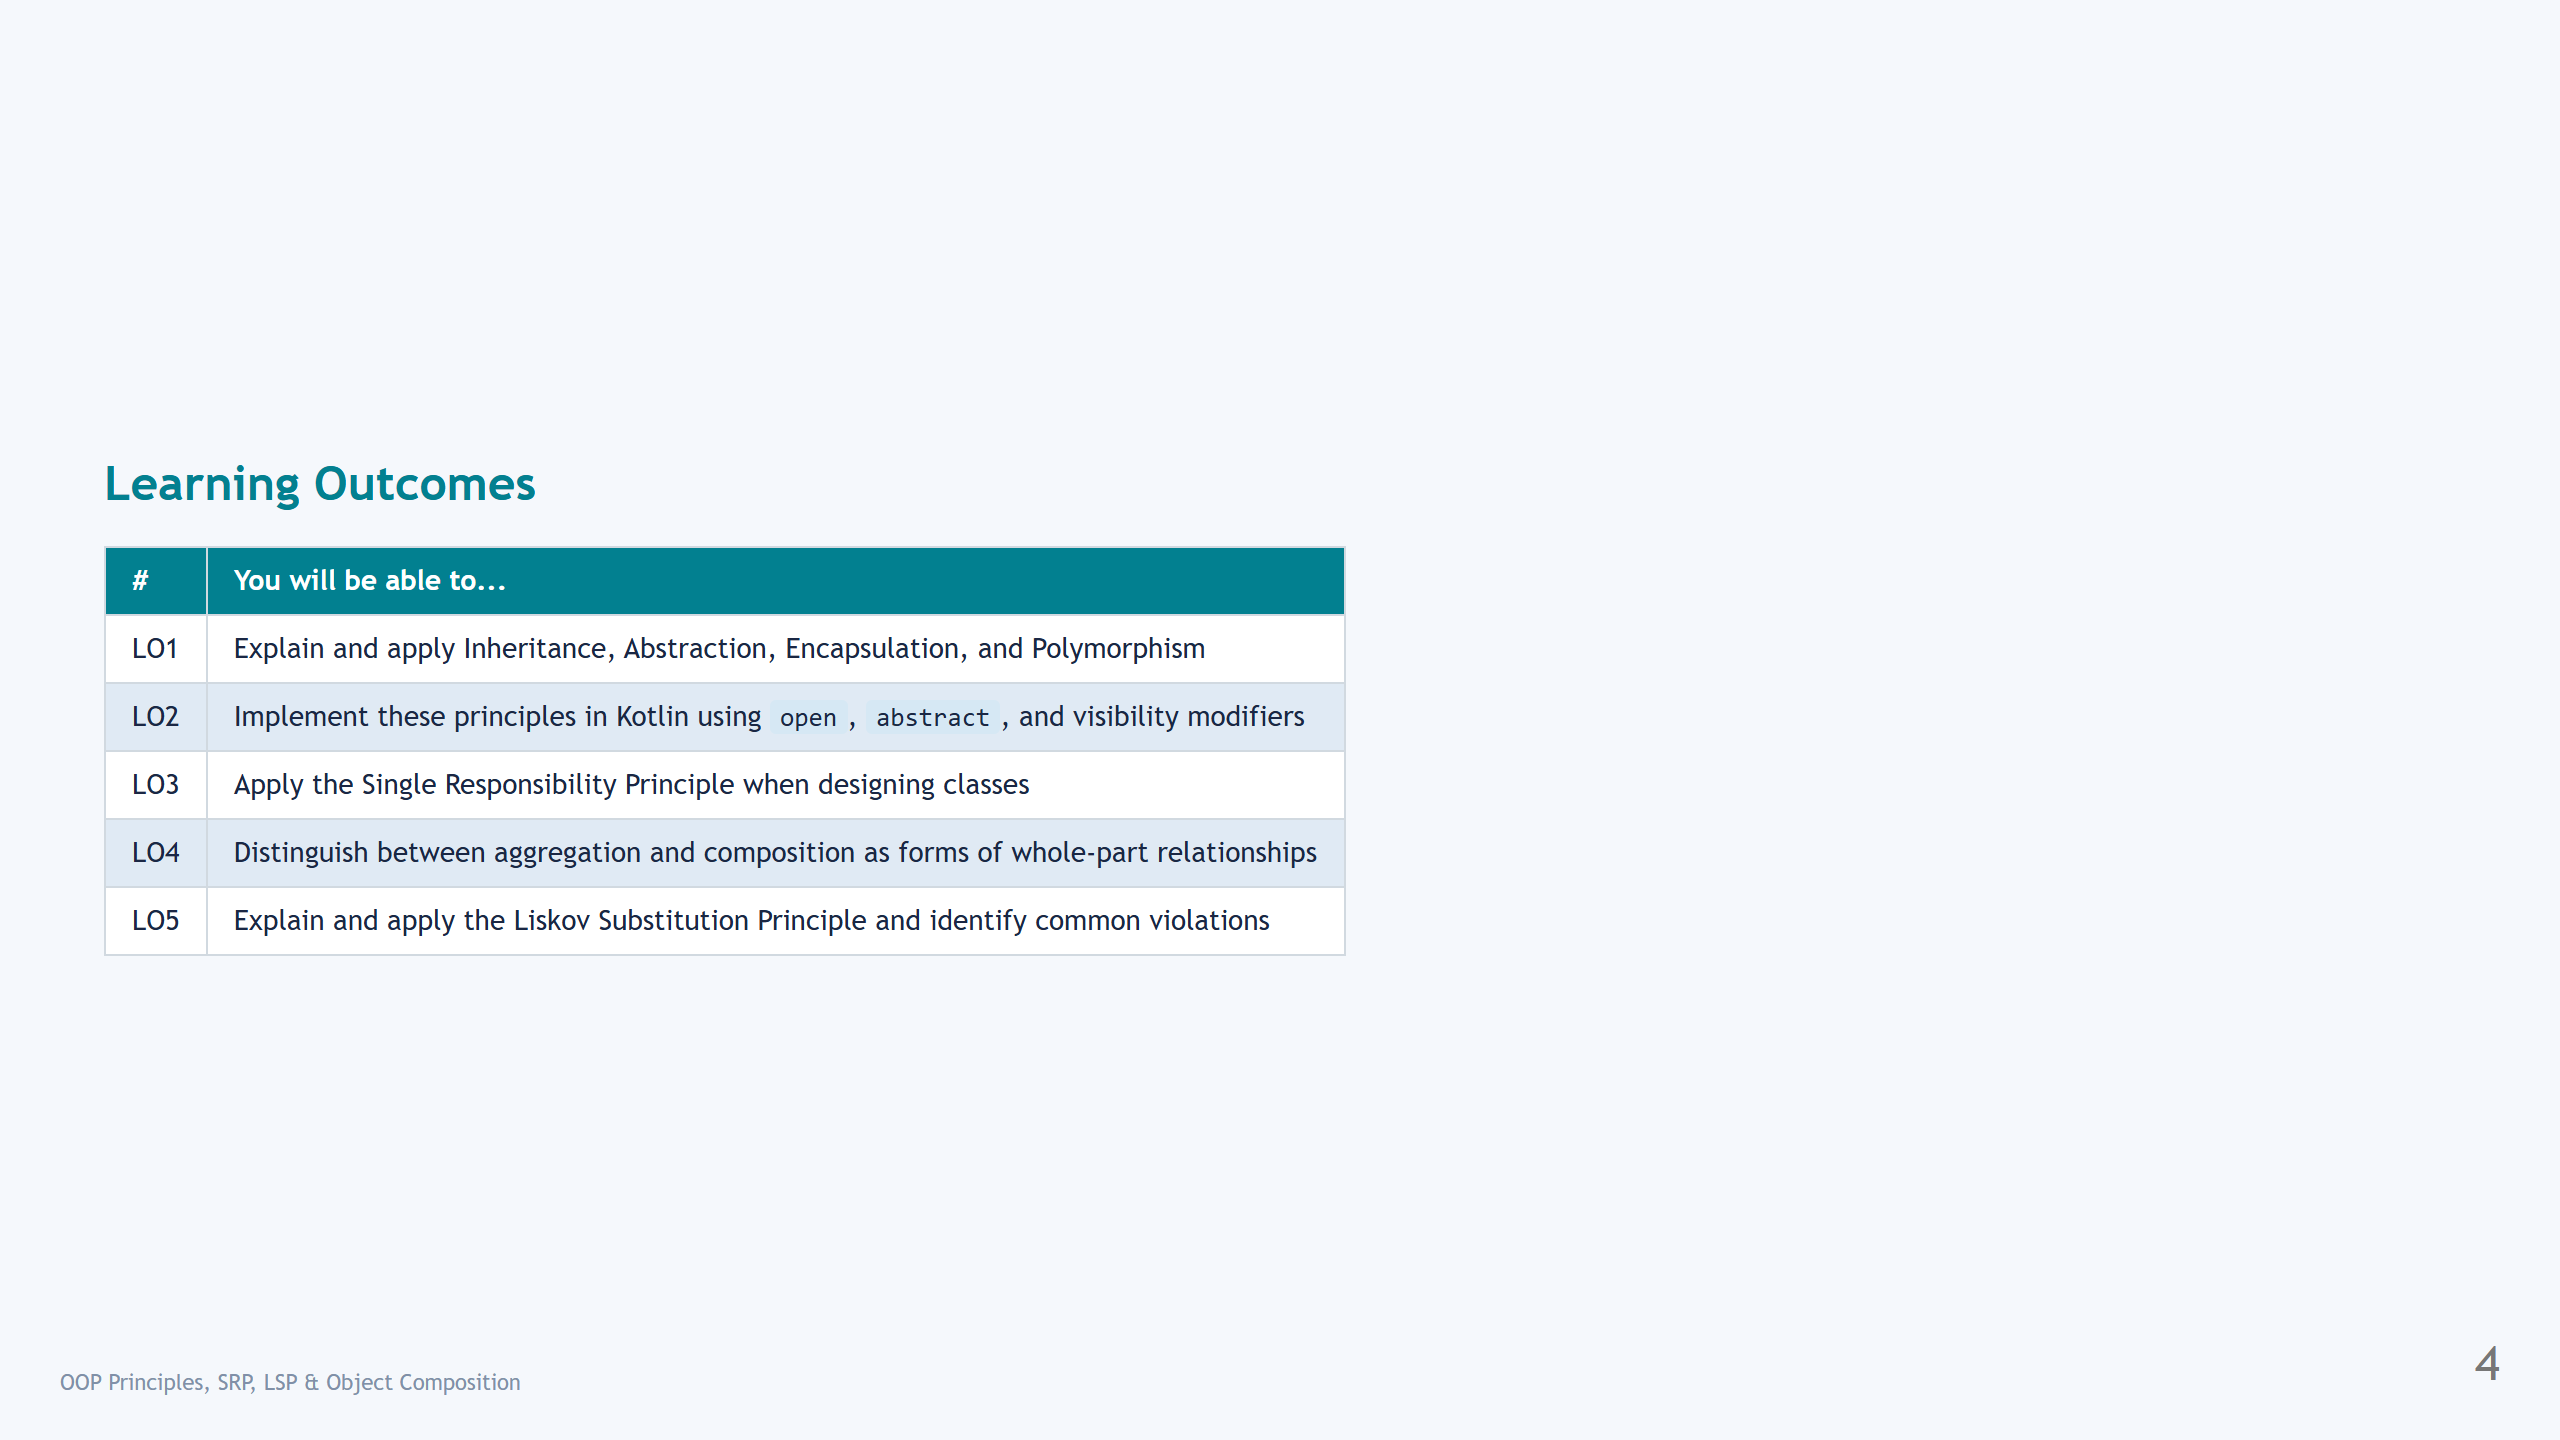 Learning Outcomes
# You will be able to...
LO1 Explain and apply Inheritance, Abstraction, Encapsulation, and Polymorphism
LO2 Implement these principles in Kotlin using open, abstract, and visibility modifiers
LO3 Apply the Single Responsibility Principle when designing classes
LO4 Distinguish between aggregation and composition as forms of whole-part relationships
LO5 Explain and apply the Liskov Substitution Principle and identify common violations
OOP Principles, SRP, LSP & Object Composition
4